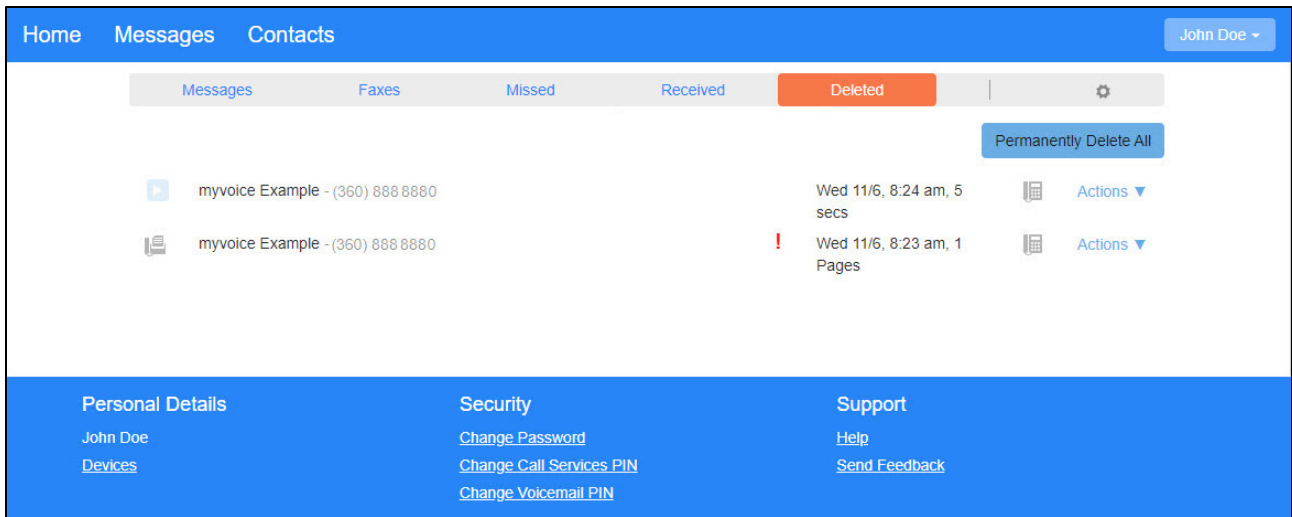 Home Messages Contacts John Doe
Messages Faxes Missed Received Deleted
Permanently Delete All
myvoice Example - (360) 888 8880 Wed 11/6, 8:24 am, 5 secs Actions ▼
myvoice Example - (360) 888 8880 ! Wed 11/6, 8:23 am, 1 Pages Actions ▼
Personal Details
John Doe
Devices
Security
Change Password
Change Call Services PIN
Change Voicemail PIN
Support
Help
Send Feedback